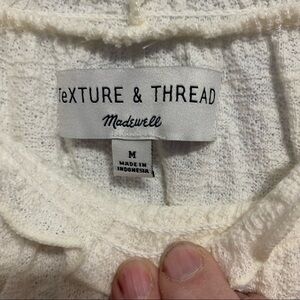 TeXTURE & THREAD
Madewell
M
MADE IN
INDONESIA